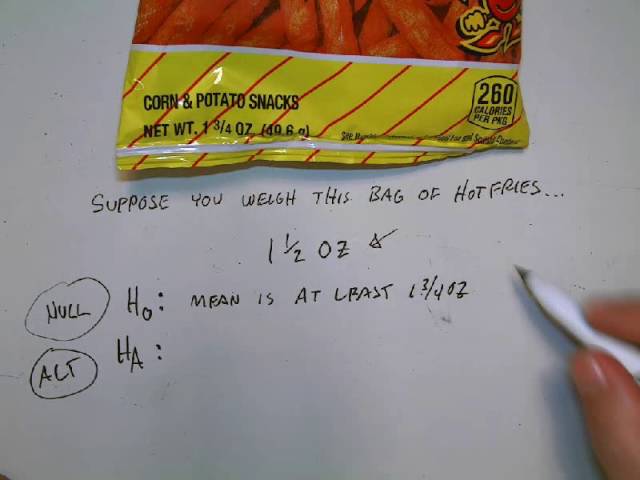 CORN & POTATO SNACKS
NET WT. 1 3/4 OZ (49.6 g)
260
CALORIES
PER PKG
SUPPOSE YOU WEIGH THIS BAG OF HOT FRIES...
1 1/2 OZ
NULL H0: MEAN IS AT LEAST 1 3/4 OZ
ALT HA: